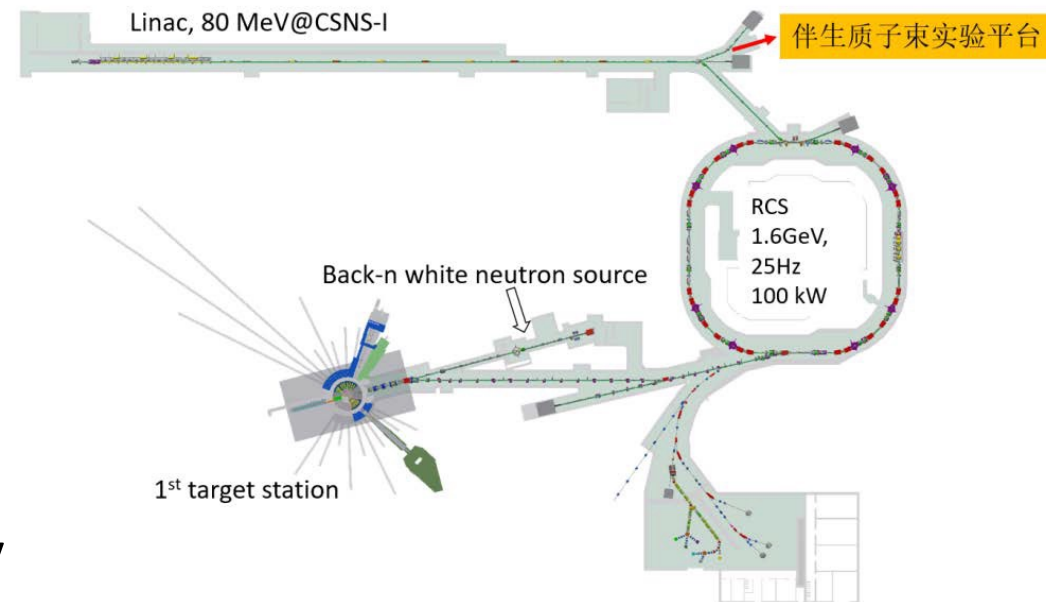 Linac, 80 MeV@CSNS-I
伴生质子束实验平台
RCS
1.6GeV,
25Hz
100 kW
Back-n white neutron source
1st target station